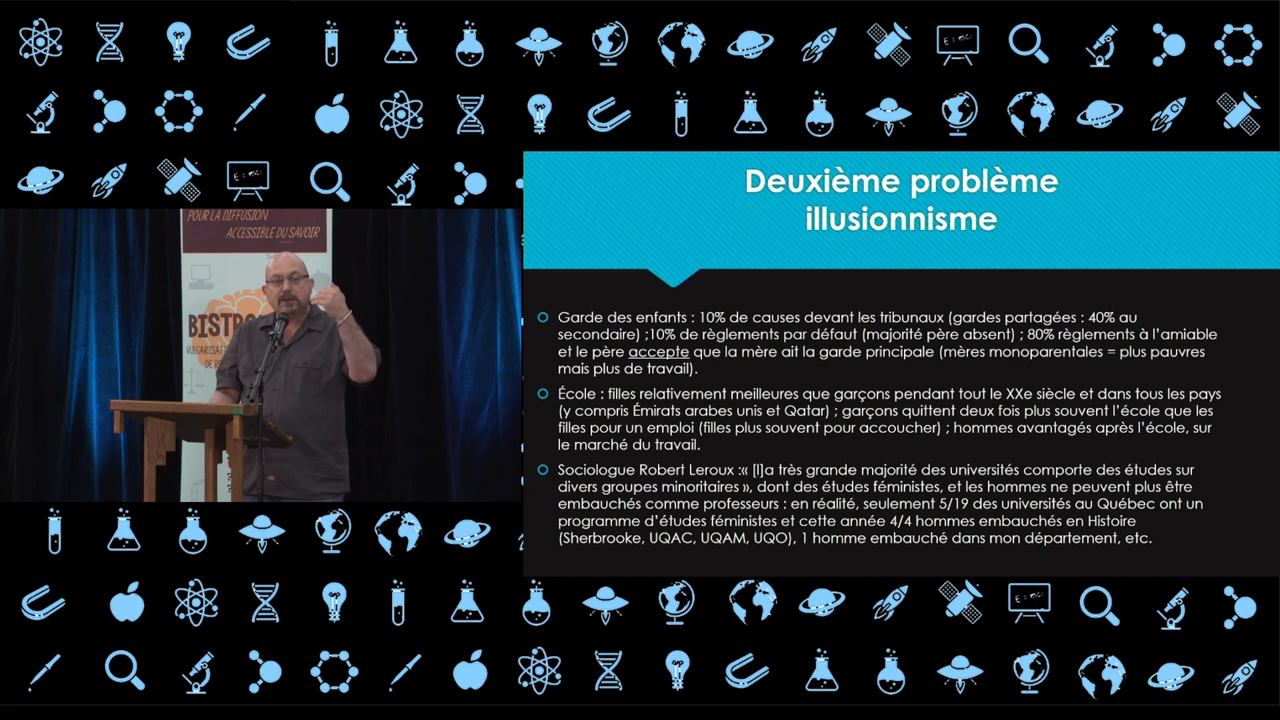 Deuxième problème
illusionnisme
POUR LA DIFFUSION
ACCESSIBLE DU SAVOIR
Garde des enfants : 10% de causes devant les tribunaux (gardes partagées : 40% au
secondaire) ;10% de règlements par défaut (majorité père absent) ; 80% règlements à l’amiable
et le père accepte que la mère ait la garde principale (mères monoparentales = plus pauvres
mais plus de travail).
École : filles relativement meilleures que garçons pendant tout le XXe siècle et dans tous les pays
(y compris Émirats arabes unis et Qatar) ; garçons quittent deux fois plus souvent l’école que les
filles pour un emploi (filles plus souvent pour accoucher) ; hommes avantagés après l’école, sur
le marché du travail.
Sociologue Robert Leroux :« [l]a très grande majorité des universités comporte des études sur
divers groupes minoritaires », dont des études féministes, et les hommes ne peuvent plus être
embauchés comme professeurs : en réalité, seulement 5/19 des universités au Québec ont un
programme d’études féministes et cette année 4/4 hommes embauchés en Histoire
(Sherbrooke, UQAC, UQAM, UQO), 1 homme embauché dans mon département, etc.